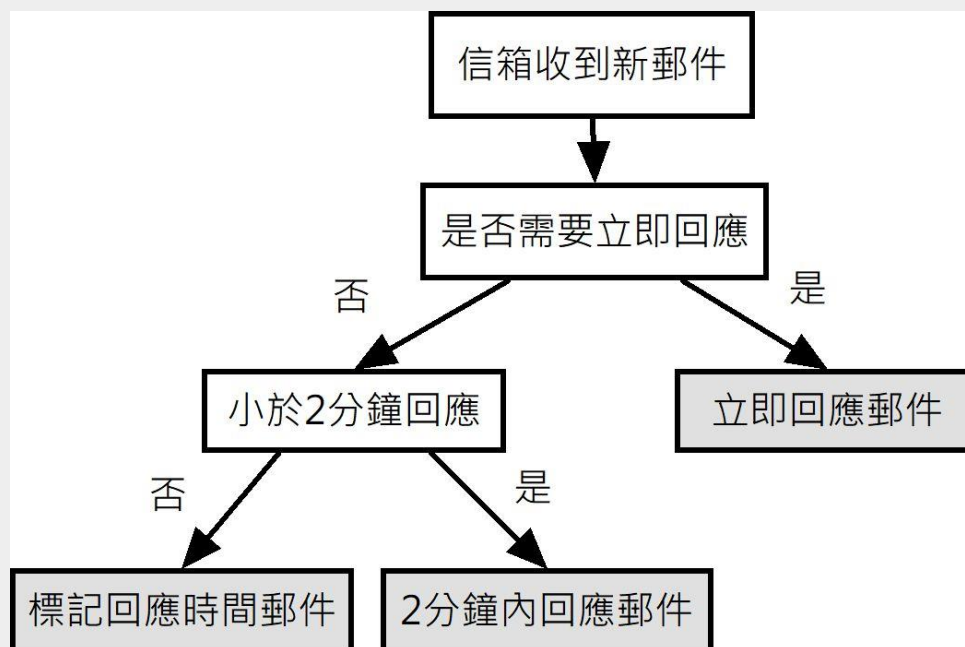 信箱收到新郵件
是否需要立即回應
否
是
小於2分鐘回應
立即回應郵件
否
是
標記回應時間郵件
2分鐘內回應郵件